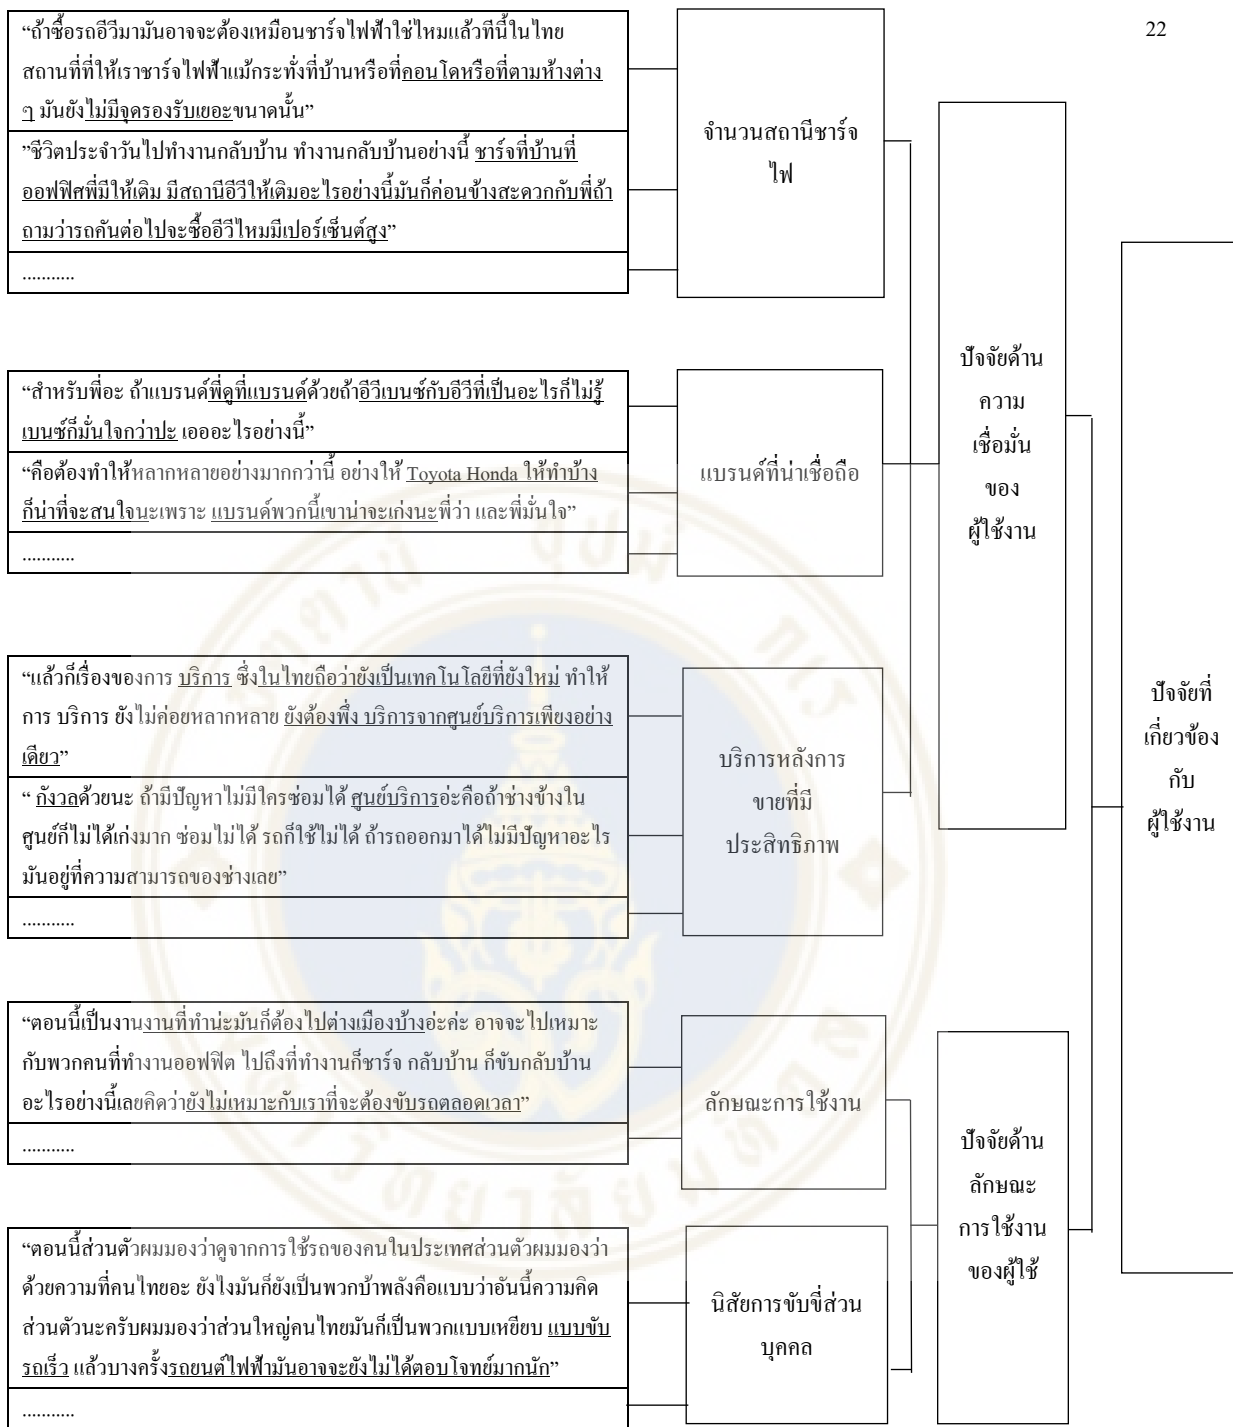 22
“ถ้าซื้อรถอีวีมามันอาจจะต้องเหมือนชาร์จไฟฟ้าใช่ไหมแล้วทีนี้ในไทย
สถานที่ที่ให้เราชาร์จไฟฟ้าแม้กระทั่งที่บ้านหรือที่คอนโดหรือที่ตามห้างต่าง
ๆ มันยังไม่มีจุดรองรับเยอะขนาดนั้น”
”ชีวิตประจำวันไปทำงานกลับบ้าน ทำงานกลับบ้านอย่างนี้ ชาร์จที่บ้านที่
ออฟฟิศพี่มีให้เติม มีสถานีอีวีให้เติมอะไรอย่างนี้มันก็ค่อนข้างสะดวกกับพี่ถ้า
ถามว่ารถคันต่อไปจะซื้ออีวีไหมมีเปอร์เซ็นต์สูง”
...........
จำนวนสถานีชาร์จ
ไฟ
“สำหรับพี่อะ ถ้าแบรนด์พี่ดูที่แบรนด์ด้วยถ้าอีวีเบนซ์กับอีวีที่เป็นอะไรก็ไม่รู้
เบนซ์ก็มั่นใจกว่าปะ เอออะไรอย่างนี้”
“คือต้องทำให้หลากหลายอย่างมากกว่านี้ อย่างให้ Toyota Honda ให้ทำบ้าง
ก็น่าที่จะสนใจนะเพราะ แบรนด์พวกนี้เขาน่าจะเก่งนะพี่ว่า และพี่มั่นใจ”
...........
แบรนด์ที่น่าเชื่อถือ
“แล้วก็เรื่องของการ บริการ ซึ่งในไทยถือว่ายังเป็นเทคโนโลยีที่ยังใหม่ ทำให้
การ บริการ ยังไม่ค่อยหลากหลาย ยังต้องพึ่ง บริการจากศูนย์บริการเพียงอย่าง
เดียว”
“ กังวลด้วยนะ ถ้ามีปัญหาไม่มีใครซ่อมได้ ศูนย์บริการอ่ะคือถ้าช่างข้างใน
ศูนย์ก็ไม่ได้เก่งมาก ซ่อมไม่ได้ รถก็ใช้ไม่ได้ ถ้ารถออกมาได้ไม่มีปัญหาอะไร
มันอยู่ที่ความสามารถของช่างเลย”
...........
บริการหลังการ
ขายที่มี
ประสิทธิภาพ
ปัจจัยด้าน
ความ
เชื่อมั่น
ของ
ผู้ใช้งาน
“ตอนนี้เป็นงานงานที่ทำน่ะมันก็ต้องไปต่างเมืองบ้างอ่ะค่ะ อาจจะไปเหมาะ
กับพวกคนที่ทำงานออฟฟิต ไปถึงที่ทำงานก็ชาร์จ กลับบ้าน ก็ขับกลับบ้าน
อะไรอย่างนี้เลยคิดว่ายังไม่เหมาะกับเราที่จะต้องขับรถตลอดเวลา”
...........
ลักษณะการใช้งาน
“ตอนนี้ส่วนตัวผมมองว่าดูจากการใช้รถของคนในประเทศส่วนตัวผมมองว่า
ด้วยความที่คนไทยอะ ยังไงมันก็ยังเป็นพวกบ้าพลังคือแบบว่าอันนี้ความคิด
ส่วนตัวนะครับผมมองว่าส่วนใหญ่คนไทยมันก็เป็นพวกแบบเหยียบ แบบขับ
รถเร็ว แล้วบางครั้งรถยนต์ไฟฟ้ามันอาจจะยังไม่ได้ตอบโจทย์มากนัก”
...........
นิสัยการขับขี่ส่วน
บุคคล
ปัจจัยด้าน
ลักษณะ
การใช้งาน
ของผู้ใช้
ปัจจัยที่
เกี่ยวข้อง
กับ
ผู้ใช้งาน